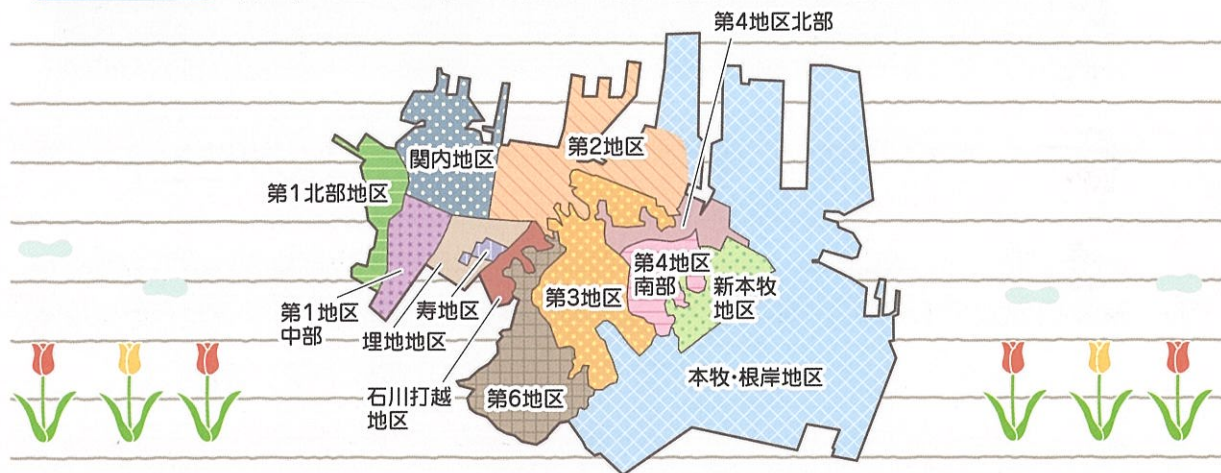 第4地区北部
関内地区
第2地区
第1北部地区
第4地区
南部
新本牧
地区
第3地区
第1地区
中部
寿地区
埋地地区
本牧・根岸地区
石川打越
地区
第6地区